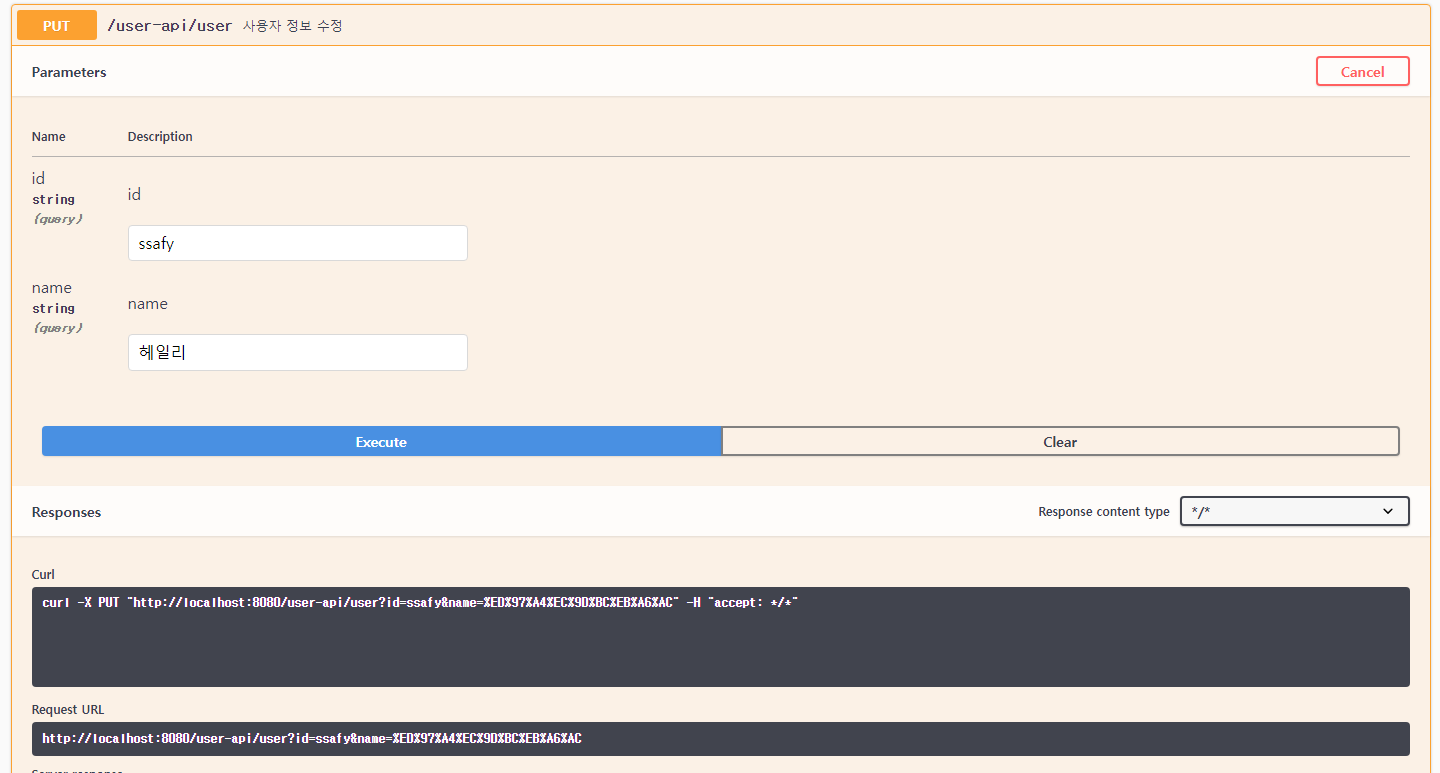 PUT /user-api/user 사용자 정보 수정
Parameters Cancel
Name Description
id id
string
(query)
ssafy
name name
string
(query)
헤일리
Execute Clear
Responses Response content type */*
Curl
curl -X PUT "http://localhost:8080/user-api/user?id=ssafy&name=%ED%97%A4%EC%9D%BC%EB%A6%AC" -H "accept: */*"
Request URL
http://localhost:8080/user-api/user?id=ssafy&name=%ED%97%A4%EC%9D%BC%EB%A6%AC
Server response